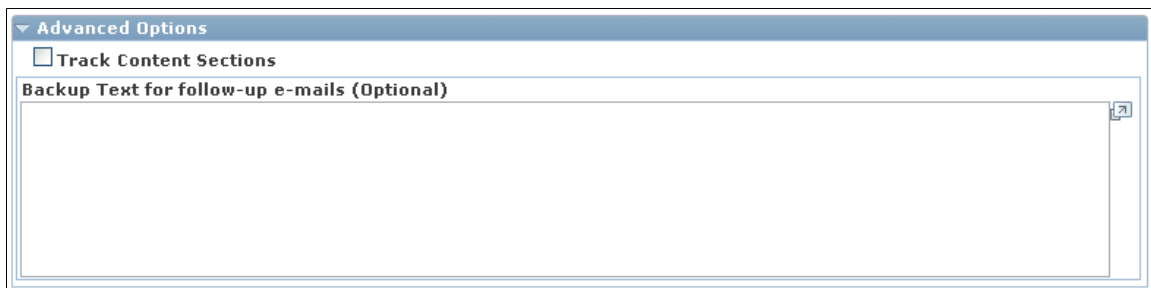 Advanced Options
Track Content Sections
Backup Text for follow-up e-mails (Optional)